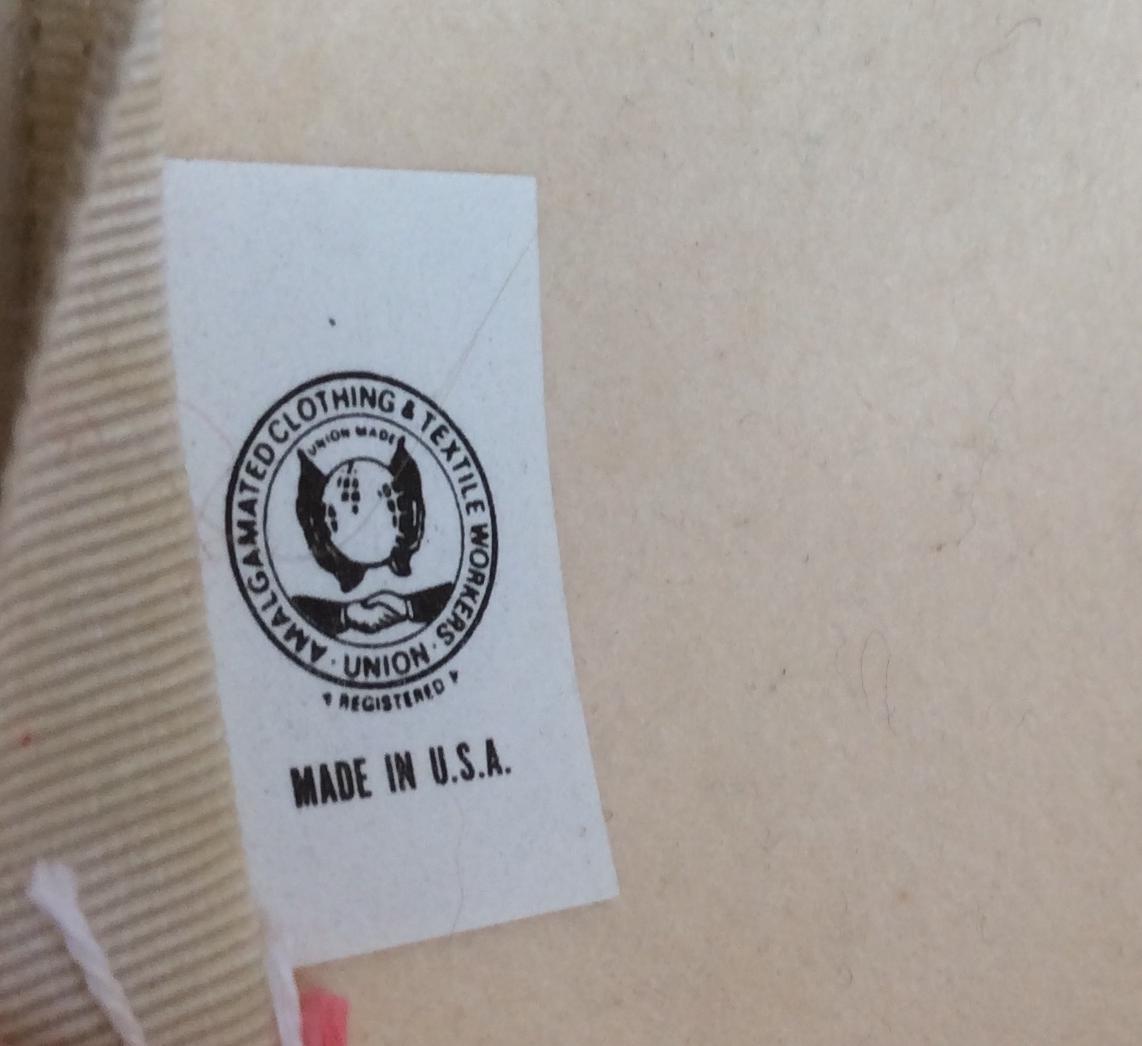 AMALGAMATED CLOTHING & TEXTILE WORKERS
· UNION ·
UNION MADE
REGISTERED
MADE IN U.S.A.